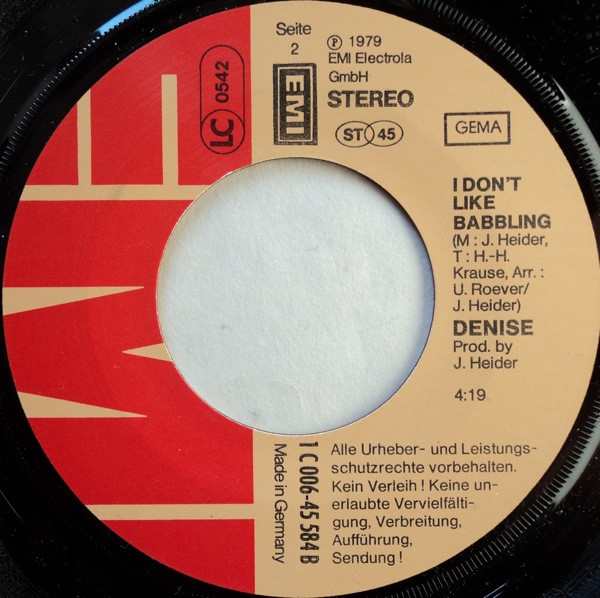 Seite
2
℗ 1979
EMI Electrola
GmbH
STEREO
LC 0542
EMI
ST 45
GEMA
I DON'T
LIKE
BABBLING
(M : J. Heider,
T : H.-H.
Krause, Arr. :
U. Roever/
J. Heider)
DENISE
Prod. by
J. Heider
4:19
1 C 006-45 584 B
Made in Germany
Alle Urheber- und Leistungs-
schutzrechte vorbehalten.
Kein Verleih ! Keine un-
erlaubte Vervielfälti-
gung, Verbreitung,
Aufführung,
Sendung !